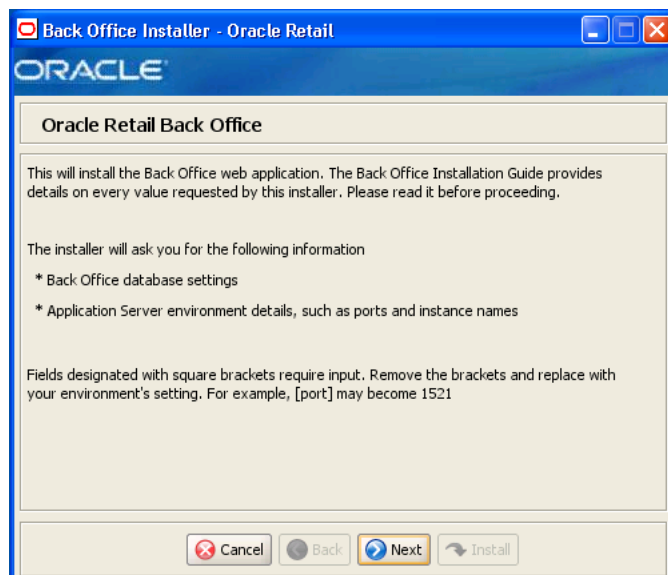 Back Office Installer - Oracle Retail
ORACLE
Oracle Retail Back Office
This will install the Back Office web application. The Back Office Installation Guide provides
details on every value requested by this installer. Please read it before proceeding.
The installer will ask you for the following information
* Back Office database settings
* Application Server environment details, such as ports and instance names
Fields designated with square brackets require input. Remove the brackets and replace with
your environment's setting. For example, [port] may become 1521
Cancel Back Next Install